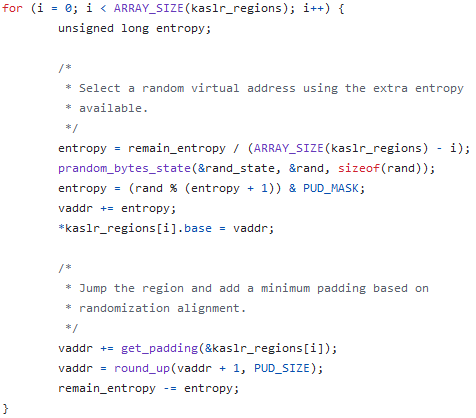 for (i = 0; i < ARRAY_SIZE(kaslr_regions); i++) {
        unsigned long entropy;

        /*
         * Select a random virtual address using the extra entropy
         * available.
         */
        entropy = remain_entropy / (ARRAY_SIZE(kaslr_regions) - i);
        prandom_bytes_state(&rand_state, &rand, sizeof(rand));
        entropy = (rand % (entropy + 1)) & PUD_MASK;
        vaddr += entropy;
        *kaslr_regions[i].base = vaddr;

        /*
         * Jump the region and add a minimum padding based on
         * randomization alignment.
         */
        vaddr += get_padding(&kaslr_regions[i]);
        vaddr = round_up(vaddr + 1, PUD_SIZE);
        remain_entropy -= entropy;
}